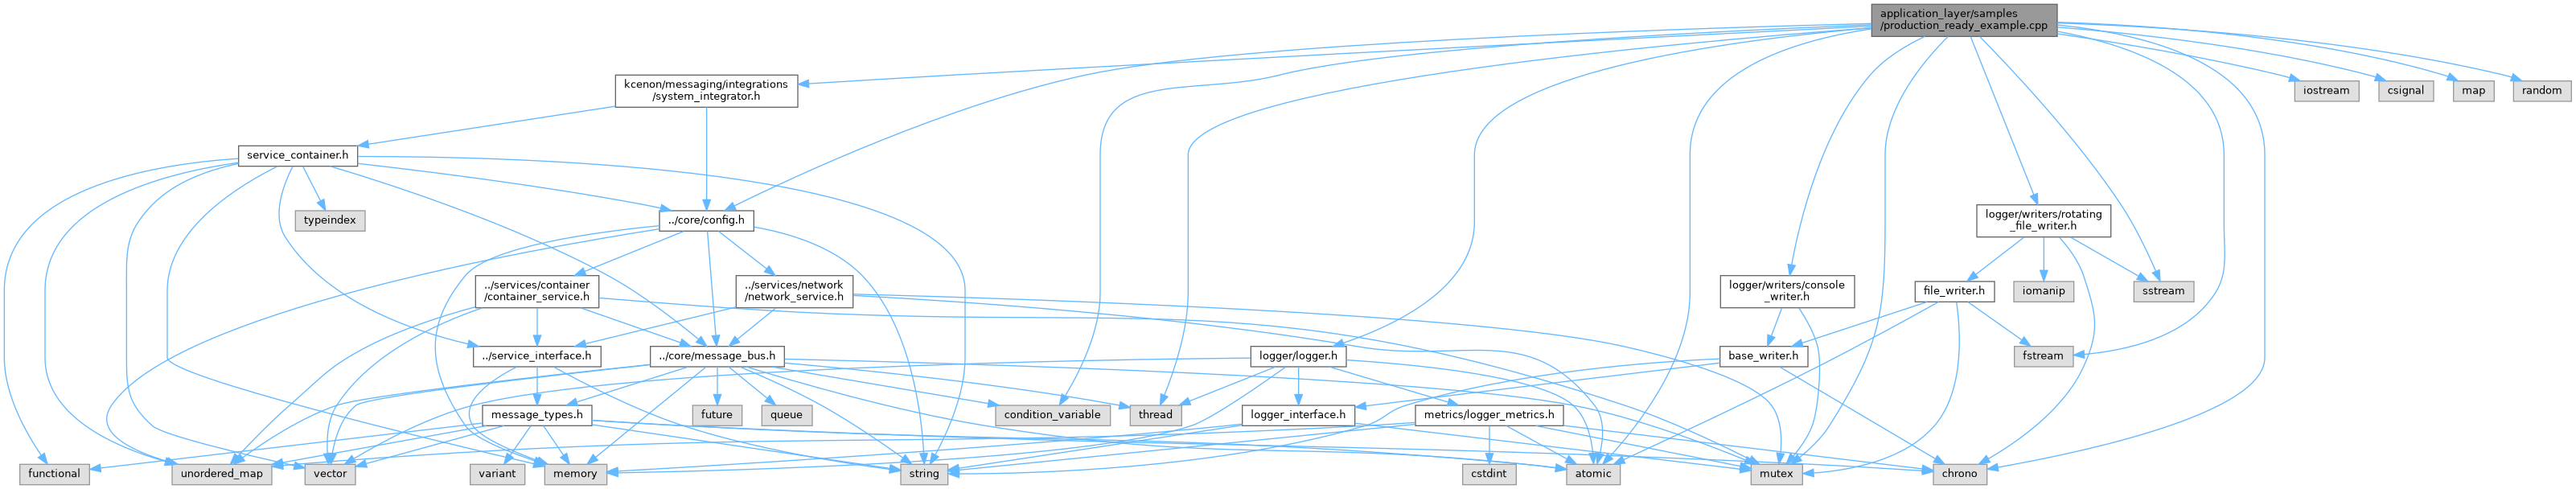 application_layer/samples
/production_ready_example.cpp
kcenon/messaging/integrations
/system_integrator.h
iostream
csignal
map
random
service_container.h
typeindex
../core/config.h
logger/writers/rotating
_file_writer.h
../services/container
/container_service.h
../services/network
/network_service.h
logger/writers/console
_writer.h
file_writer.h
iomanip
sstream
../service_interface.h
../core/message_bus.h
logger/logger.h
base_writer.h
fstream
message_types.h
future
queue
condition_variable
thread
logger_interface.h
metrics/logger_metrics.h
functional
unordered_map
vector
variant
memory
string
cstdint
atomic
mutex
chrono